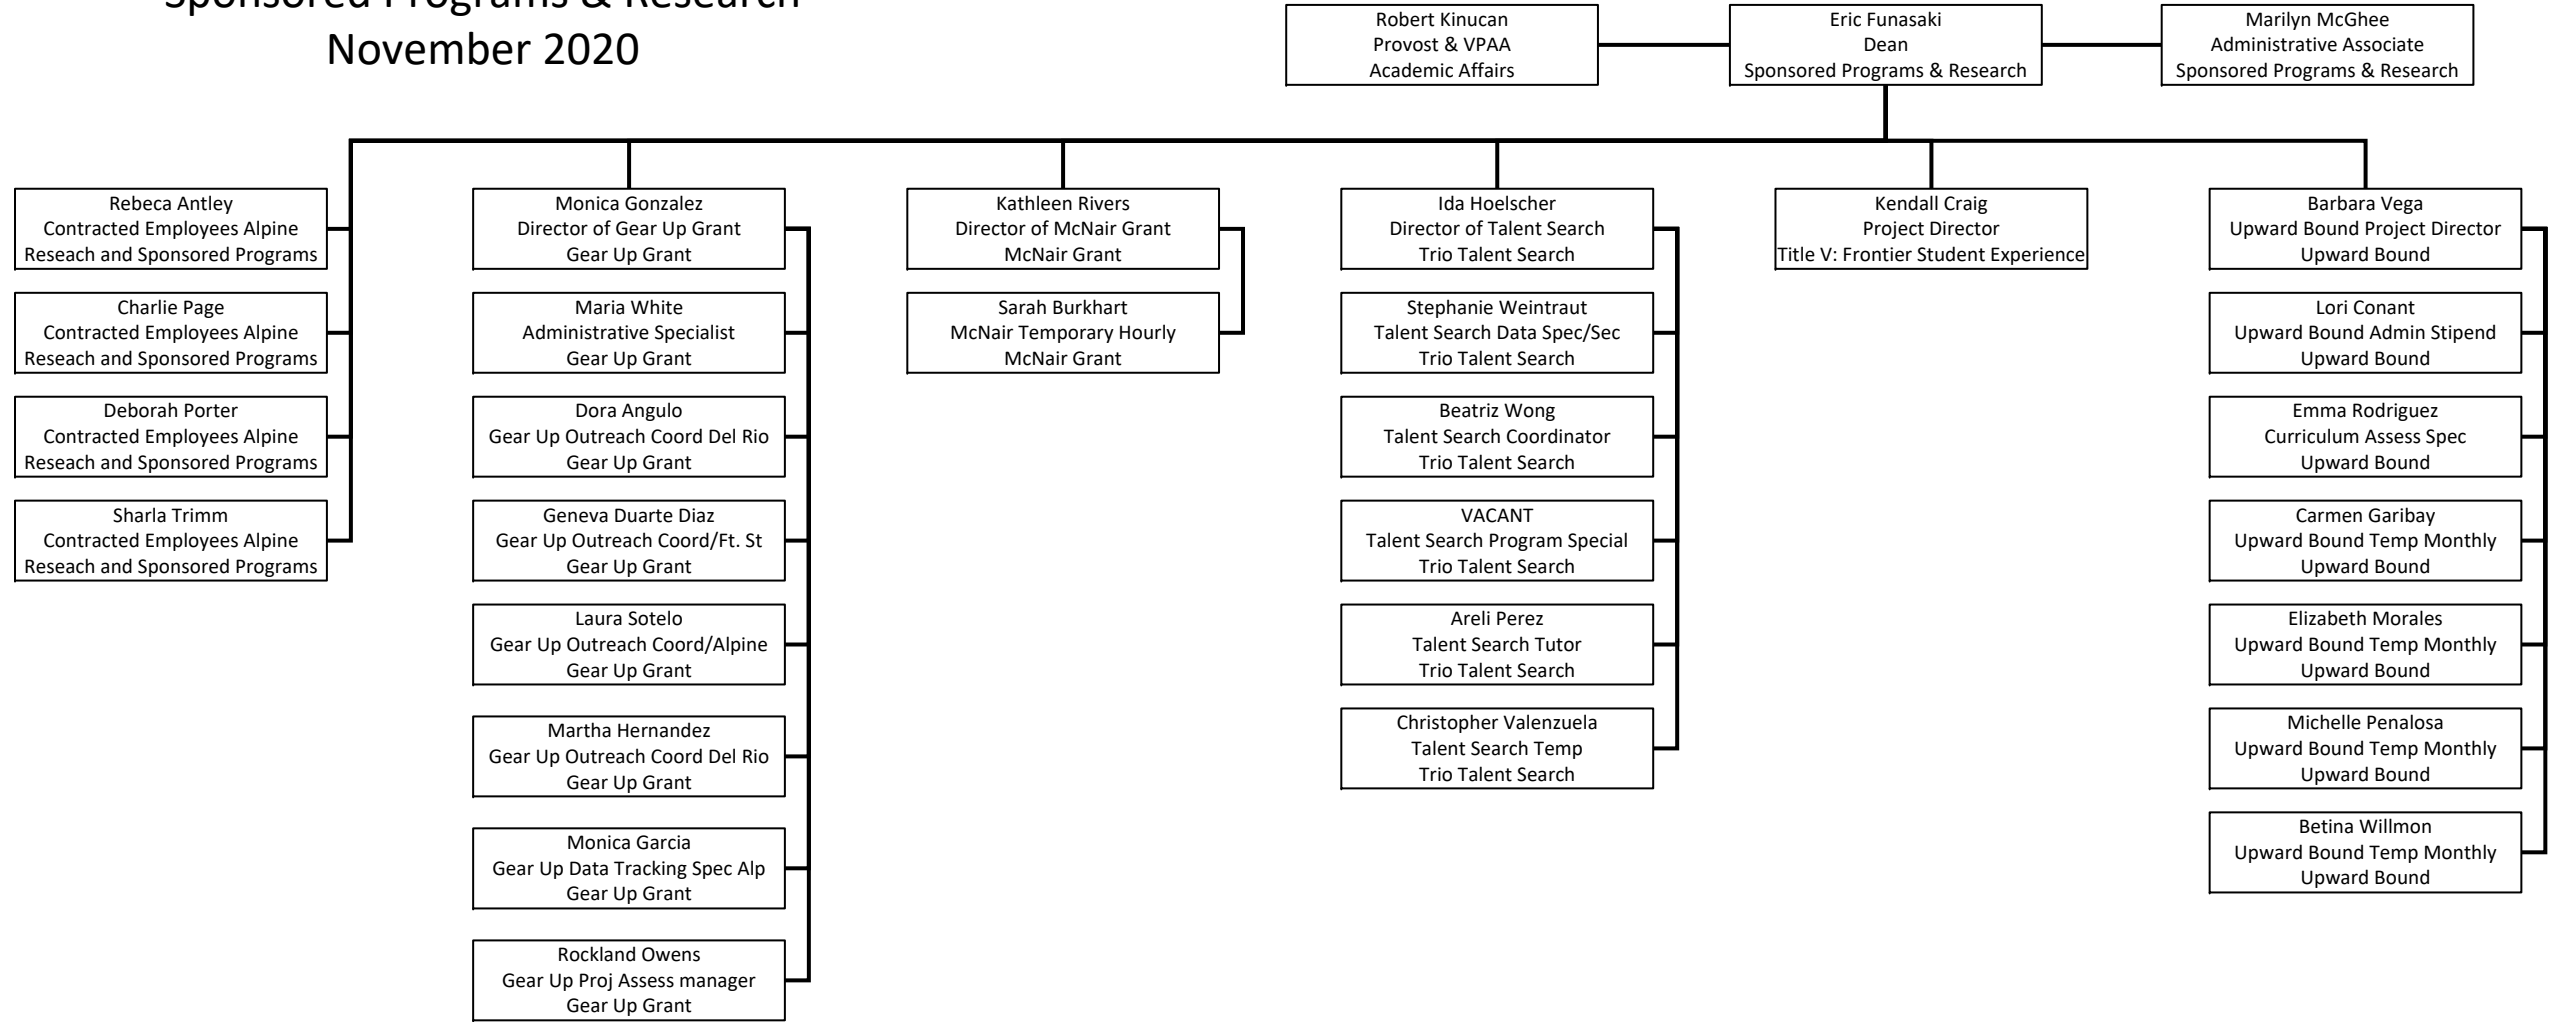 Sponsored Programs & Research
November 2020
Robert Kinucan
Provost & VPAA
Academic Affairs
Eric Funasaki
Dean
Sponsored Programs & Research
Marilyn McGhee
Administrative Associate
Sponsored Programs & Research
Rebeca Antley
Contracted Employees Alpine
Reseach and Sponsored Programs
Charlie Page
Contracted Employees Alpine
Reseach and Sponsored Programs
Deborah Porter
Contracted Employees Alpine
Reseach and Sponsored Programs
Sharla Trimm
Contracted Employees Alpine
Reseach and Sponsored Programs
Monica Gonzalez
Director of Gear Up Grant
Gear Up Grant
Maria White
Administrative Specialist
Gear Up Grant
Dora Angulo
Gear Up Outreach Coord Del Rio
Gear Up Grant
Geneva Duarte Diaz
Gear Up Outreach Coord/Ft. St
Gear Up Grant
Laura Sotelo
Gear Up Outreach Coord/Alpine
Gear Up Grant
Martha Hernandez
Gear Up Outreach Coord Del Rio
Gear Up Grant
Monica Garcia
Gear Up Data Tracking Spec Alp
Gear Up Grant
Rockland Owens
Gear Up Proj Assess manager
Gear Up Grant
Kathleen Rivers
Director of McNair Grant
McNair Grant
Sarah Burkhart
McNair Temporary Hourly
McNair Grant
Ida Hoelscher
Director of Talent Search
Trio Talent Search
Stephanie Weintraut
Talent Search Data Spec/Sec
Trio Talent Search
Beatriz Wong
Talent Search Coordinator
Trio Talent Search
VACANT
Talent Search Program Special
Trio Talent Search
Areli Perez
Talent Search Tutor
Trio Talent Search
Christopher Valenzuela
Talent Search Temp
Trio Talent Search
Kendall Craig
Project Director
Title V: Frontier Student Experience
Barbara Vega
Upward Bound Project Director
Upward Bound
Lori Conant
Upward Bound Admin Stipend
Upward Bound
Emma Rodriguez
Curriculum Assess Spec
Upward Bound
Carmen Garibay
Upward Bound Temp Monthly
Upward Bound
Elizabeth Morales
Upward Bound Temp Monthly
Upward Bound
Michelle Penalosa
Upward Bound Temp Monthly
Upward Bound
Betina Willmon
Upward Bound Temp Monthly
Upward Bound